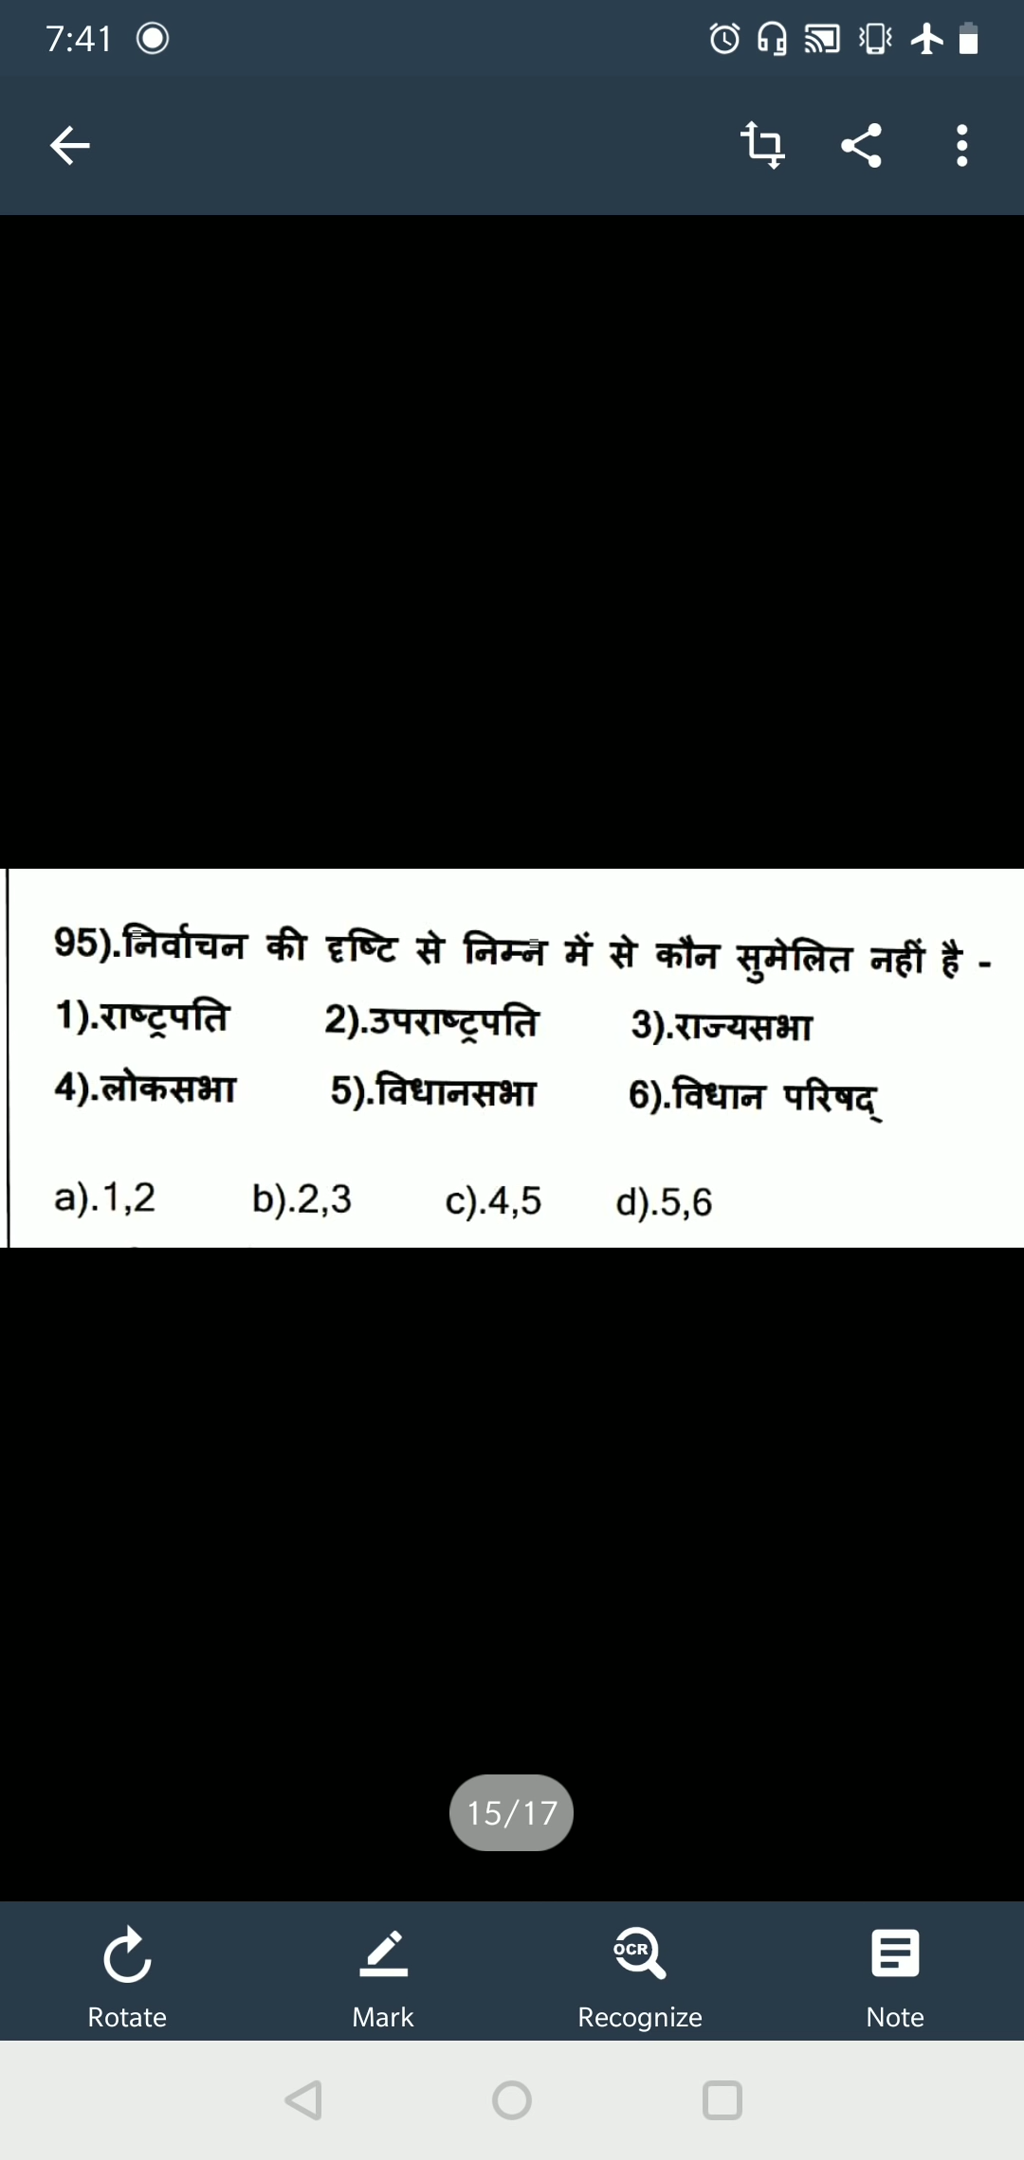 7:41
95).निर्वाचन की दृष्टि से निम्न में से कौन सुमेलित नहीं है -
1).राष्ट्रपति 2).उपराष्ट्रपति 3).राज्यसभा
4).लोकसभा 5).विधानसभा 6).विधान परिषद्
a).1,2 b).2,3 c).4,5 d).5,6
15/17
OCR
Rotate Mark Recognize Note